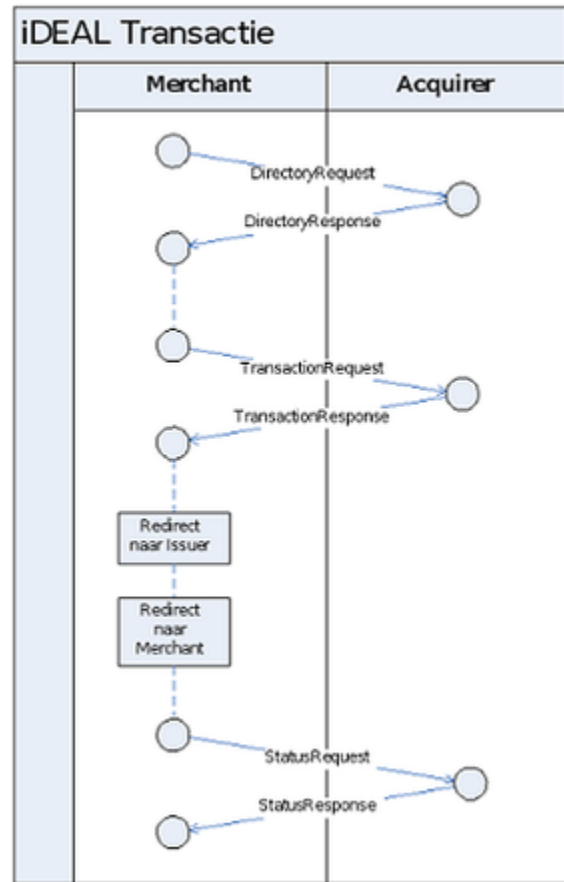 iDEAL Transactie
Merchant
Acquirer
DirectoryRequest
DirectoryResponse
TransactionRequest
TransactionResponse
Redirect
naar Issuer
Redirect
naar
Merchant
StatusRequest
StatusResponse